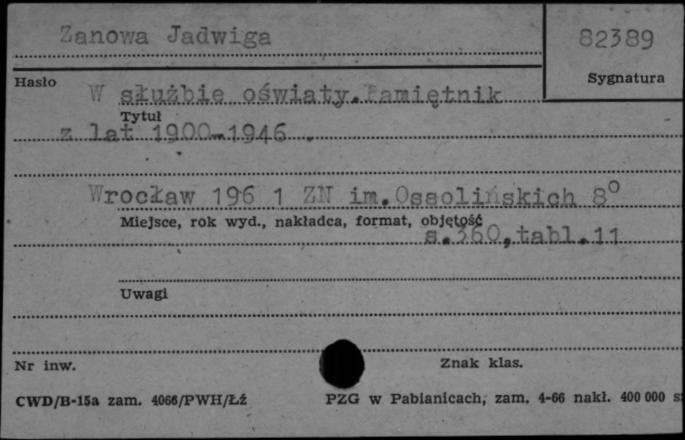 Zanowa Jadwiga
82389
Hasło
Sygnatura
W służbie oświaty.Pamiętnik
Tytuł
z lat 1900-1946 .
Wrocław 196 1 ZN im.Ossolińskich 8°
Miejsce, rok wyd., nakładca, format, objętość
s.360,tabl.11
Uwagi
Nr inw.
Znak klas.
CWD/B-15a zam. 4066/PWH/Łź
PZG w Pabianicach, zam. 4-66 nakł. 400 000 s